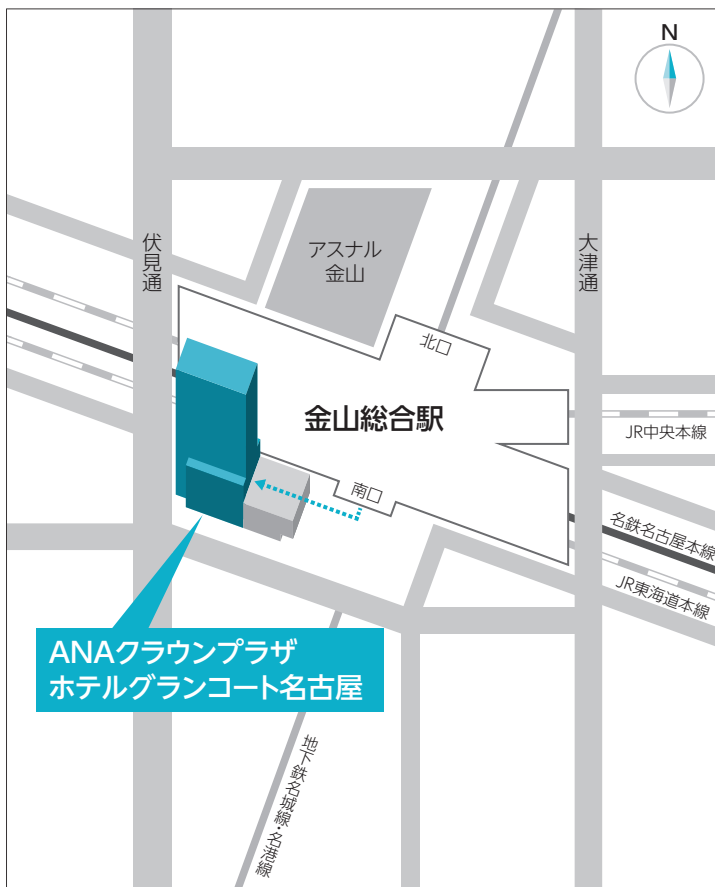 N
伏見通
大津通
アスナル
金山
北口
金山総合駅
JR中央本線
南口
名鉄名古屋本線
JR東海道本線
ANAクラウンプラザ
ホテルグランコート名古屋
地下鉄名城線・名港線